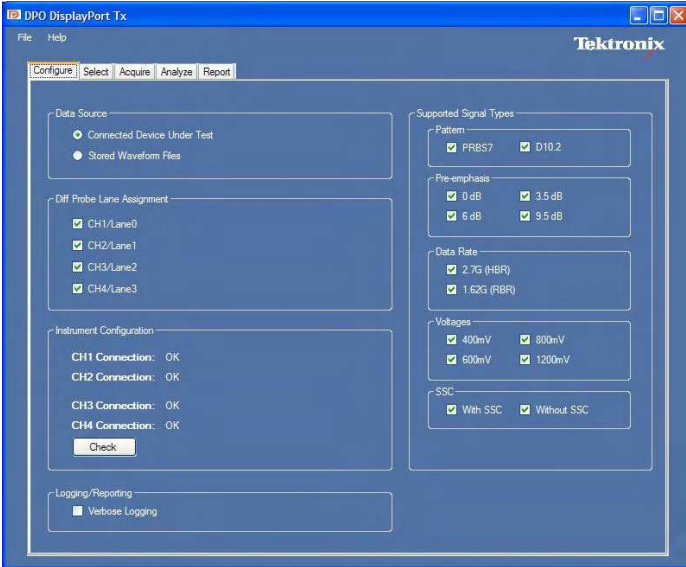 DPO DisplayPort Tx
File Help
Tektronix
Configure Select Acquire Analyze Report
Data Source
Connected Device Under Test
Stored Waveform Files
Diff Probe Lane Assignment
CH1/Lane0
CH2/Lane1
CH3/Lane2
CH4/Lane3
Instrument Configuration
CH1 Connection: OK
CH2 Connection: OK
CH3 Connection: OK
CH4 Connection: OK
Check
Logging/Reporting
Verbose Logging
Supported Signal Types
Pattern
PRBS7 D10.2
Pre-emphasis
0 dB 3.5 dB
6 dB 9.5 dB
Data Rate
2.7G (HBR)
1.62G (RBR)
Voltages
400mV 800mV
600mV 1200mV
SSC
With SSC Without SSC